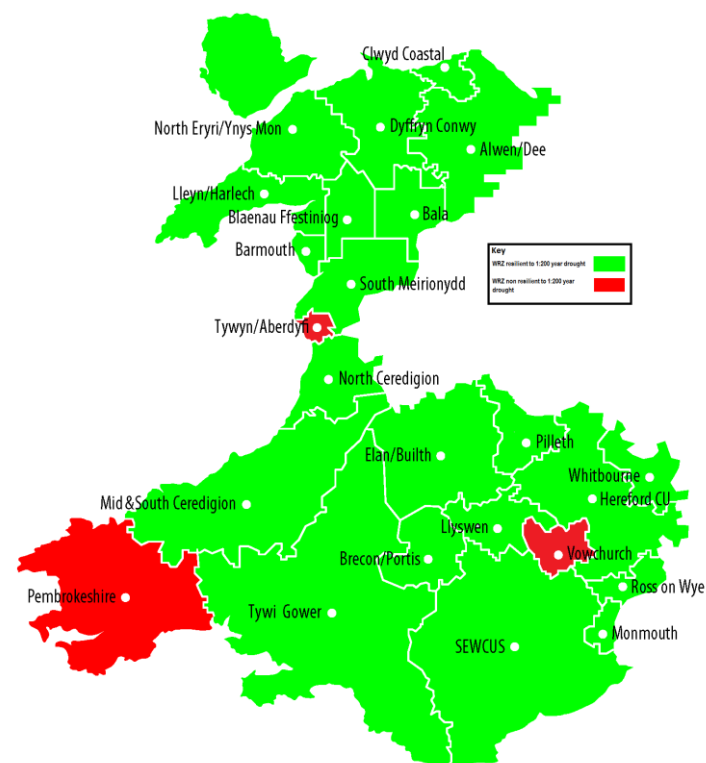 Clwyd Coastal
North Eryri/Ynys Mon
Dyffryn Conwy
Alwen/Dee
Lleyn/Harlech
Blaenau Ffestiniog
Bala
Barmouth
Key
WRZ resilient to 1:200 year drought
WRZ non resilient to 1:200 year
drought
South Meirionydd
Tywyn/Aberdyfi
North Ceredigion
Pilleth
Elan/Builth
Whitbourne
Hereford CU
Mid &South Ceredigion
Llyswen
Vowchurch
Brecon/Portis
Ross on Wye
Pembrokeshire
Tywi Gower
Monmouth
SEWCUS